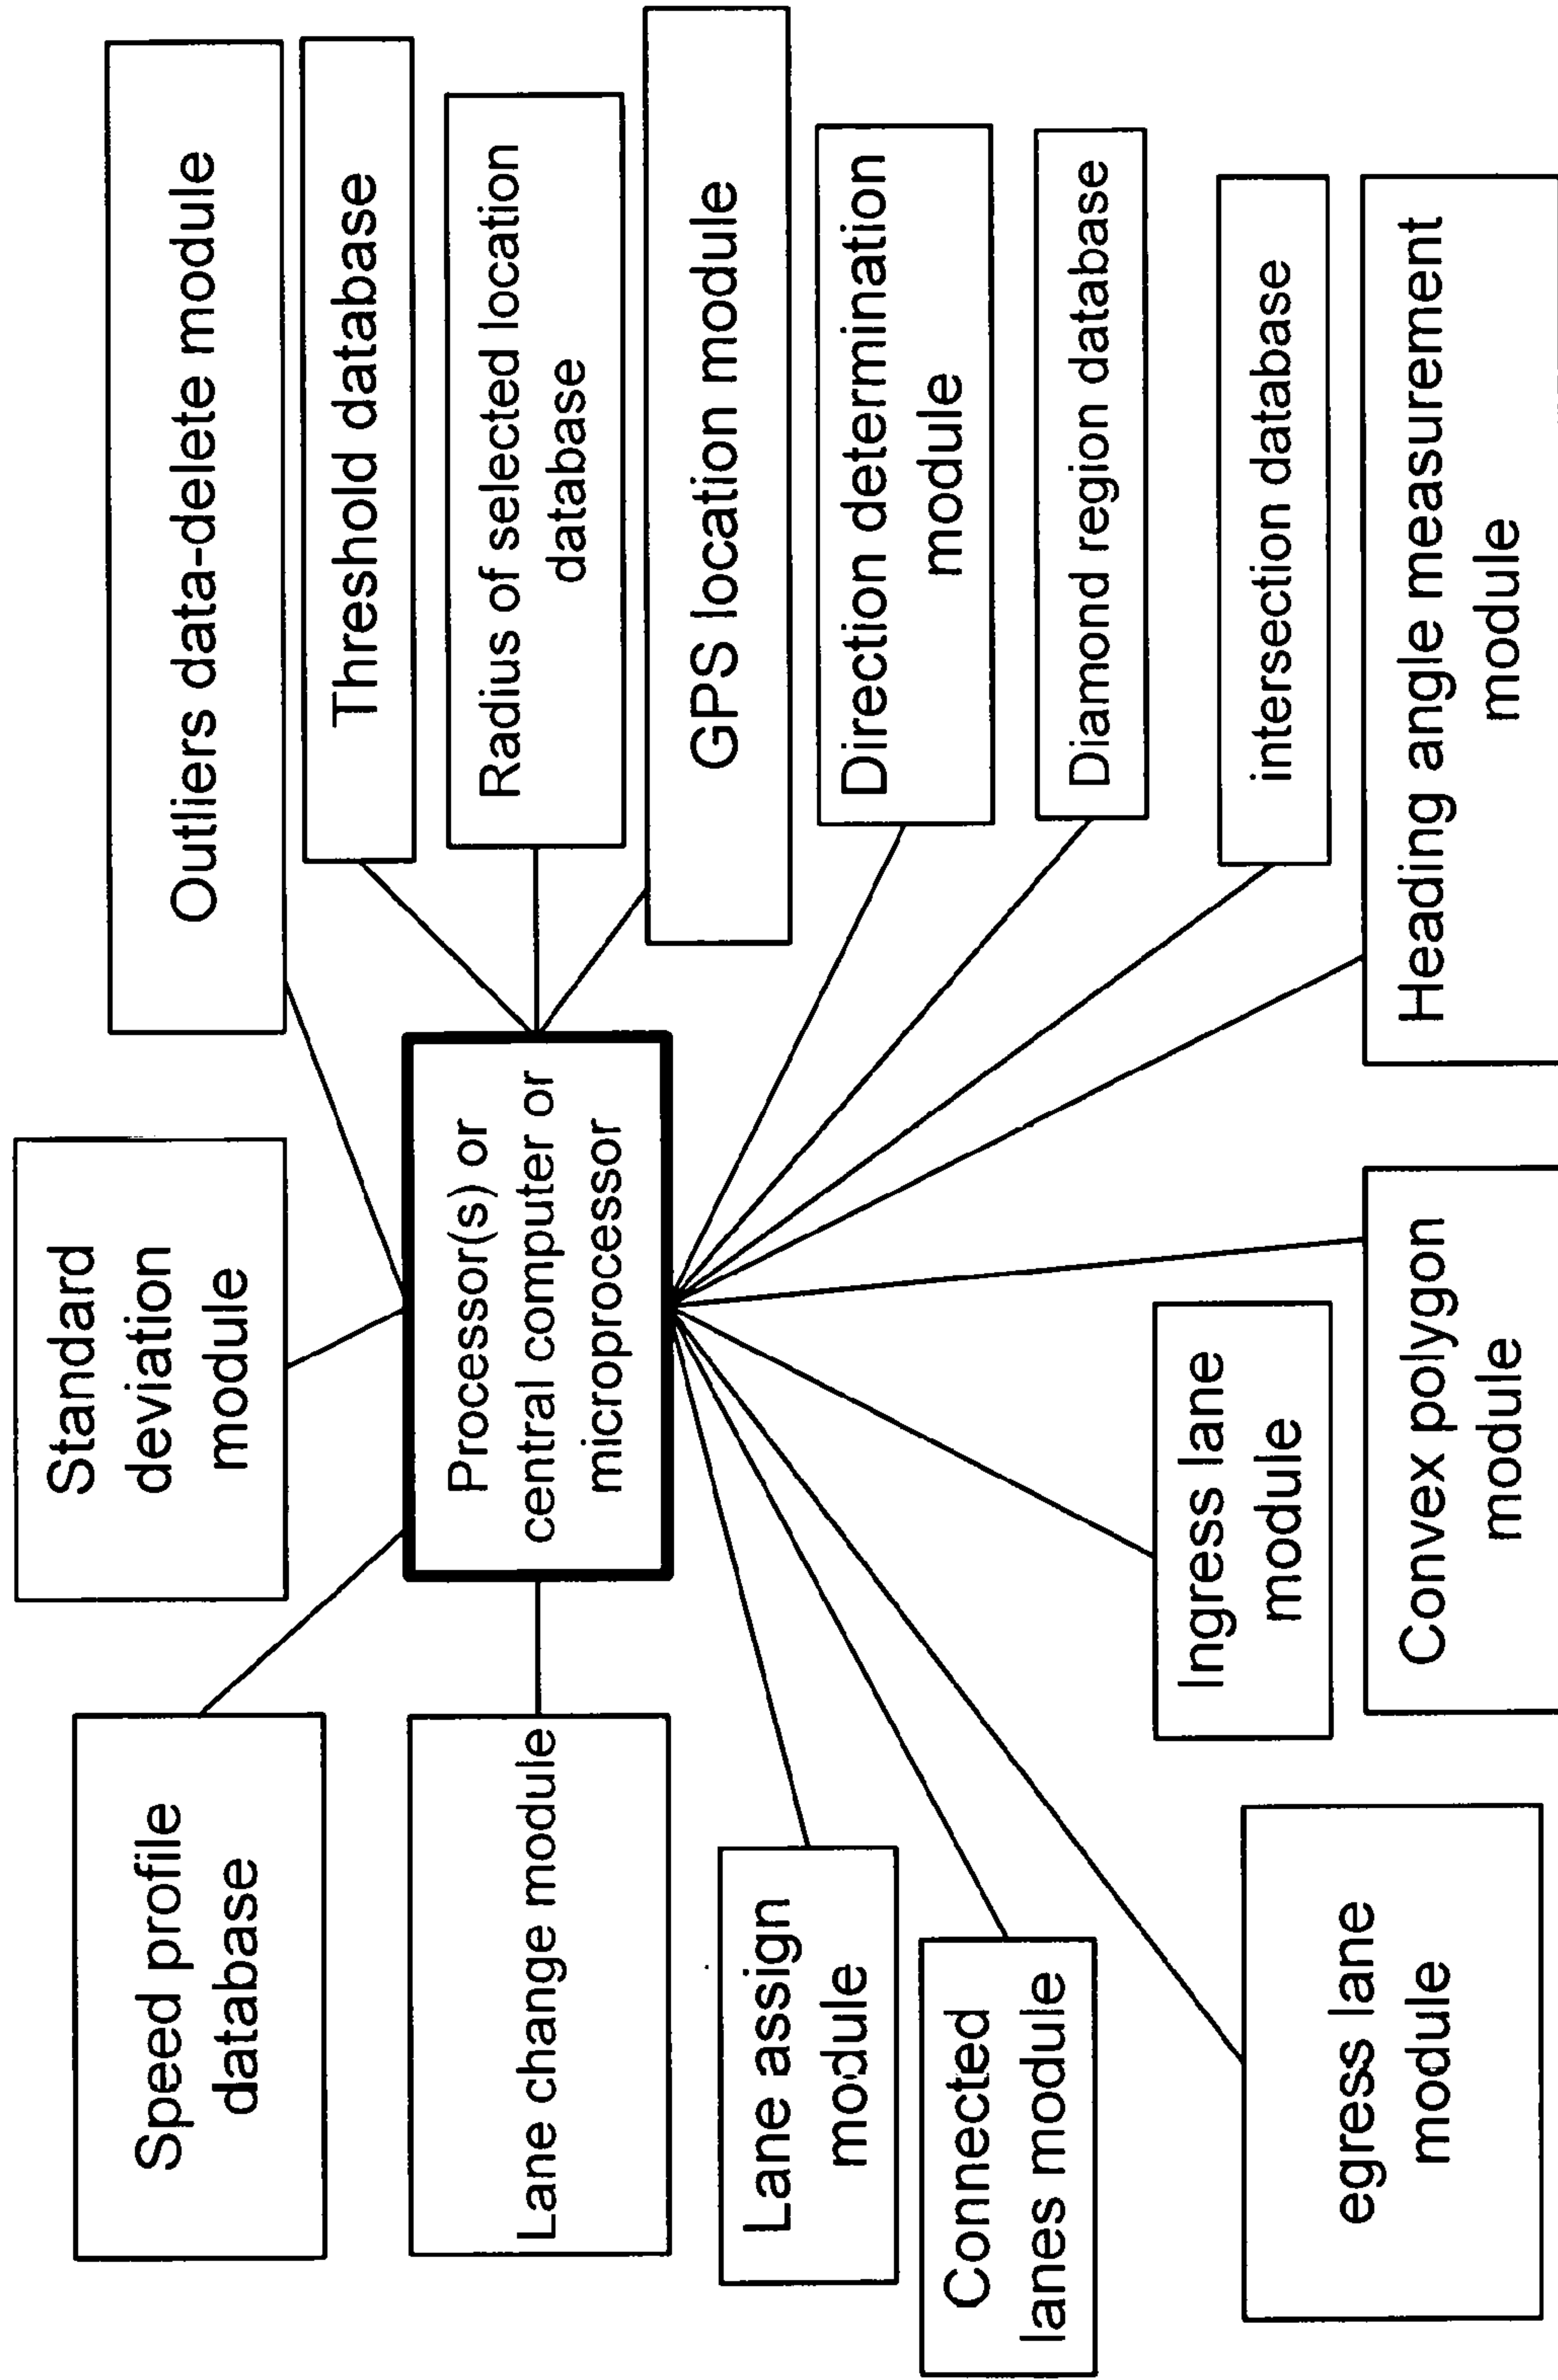 Speed profile
database
Standard
deviation
module
Outliers data-delete module
Threshold database
Radius of selected location
database
GPS location module
Processor(s) or
central computer or
microprocessor
Lane change module
Lane assign
module
Connected
lanes module
egress lane
module
Ingress lane
module
Convex polygon
module
Direction determination
module
Diamond region database
intersection database
Heading angle measurement
module